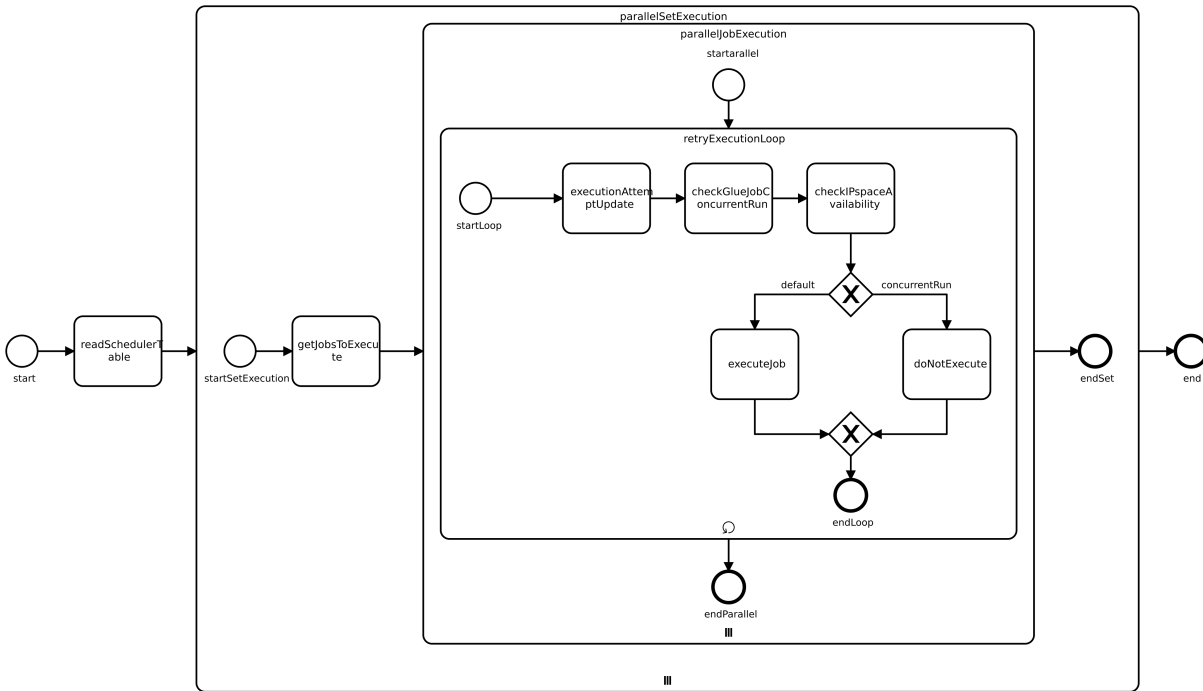 parallelSetExecution
parallelJobExecution
startarallel
retryExecutionLoop
startLoop
executionAttem
ptUpdate
checkGlueJobC
oncurrentRun
checkIPspaceA
vailability
default
concurrentRun
executeJob
doNotExecute
endLoop
endParallel
start
readSchedulerT
able
startSetExecution
getJobsToExecu
te
endSet
end